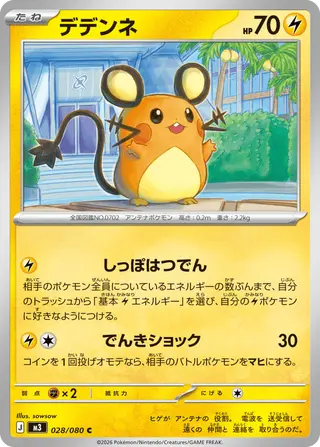 たね
デデンネ
HP70
全国図鑑NO.0702 アンテナポケモン 高さ：0.2m 重さ：2.2kg
しっぽはつでん
相手のポケモン全員についているエネルギーの数ぶんまで、自
分のトラッシュから「基本エネルギー」を選び、自分のポケモン
に好きなようにつける。
でんきショック 30
コインを1回投げオモテなら、相手のバトルポケモンをマヒにする。
弱点 ×2 抵抗力 にげる
Illus. sowsow
J m3 028/080 C
ヒゲが アンテナの 役割。 電波を 送受信して
遠くの 仲間と 連絡を 取り合うのだ。
©2026 Pokémon/Nintendo/Creatures/GAME FREAK.